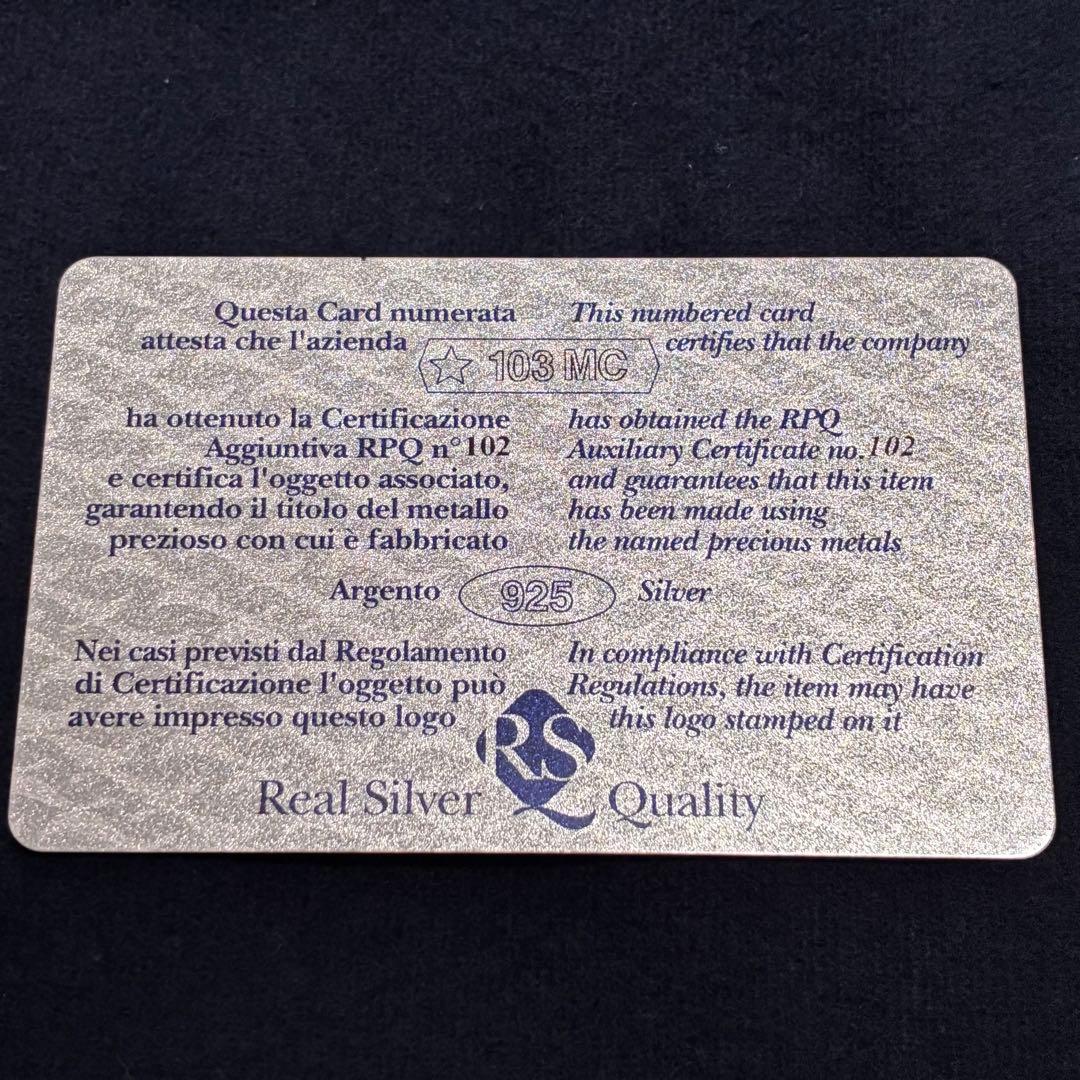 Questa Card numerata
attesta che l'azienda
This numbered card
certifies that the company
103 MC
ha ottenuto la Certificazione
Aggiuntiva RPQ n° 102
e certifica l'oggetto associato,
garantendo il titolo del metallo
prezioso con cui è fabbricato
has obtained the RPQ
Auxiliary Certificate no. 102
and guarantees that this item
has been made using
the named precious metals
Argento 925 Silver
Nei casi previsti dal Regolamento
di Certificazione l'oggetto può
avere impresso questo logo
In compliance with Certification
Regulations, the item may have
this logo stamped on it
RSQ
Real Silver Quality